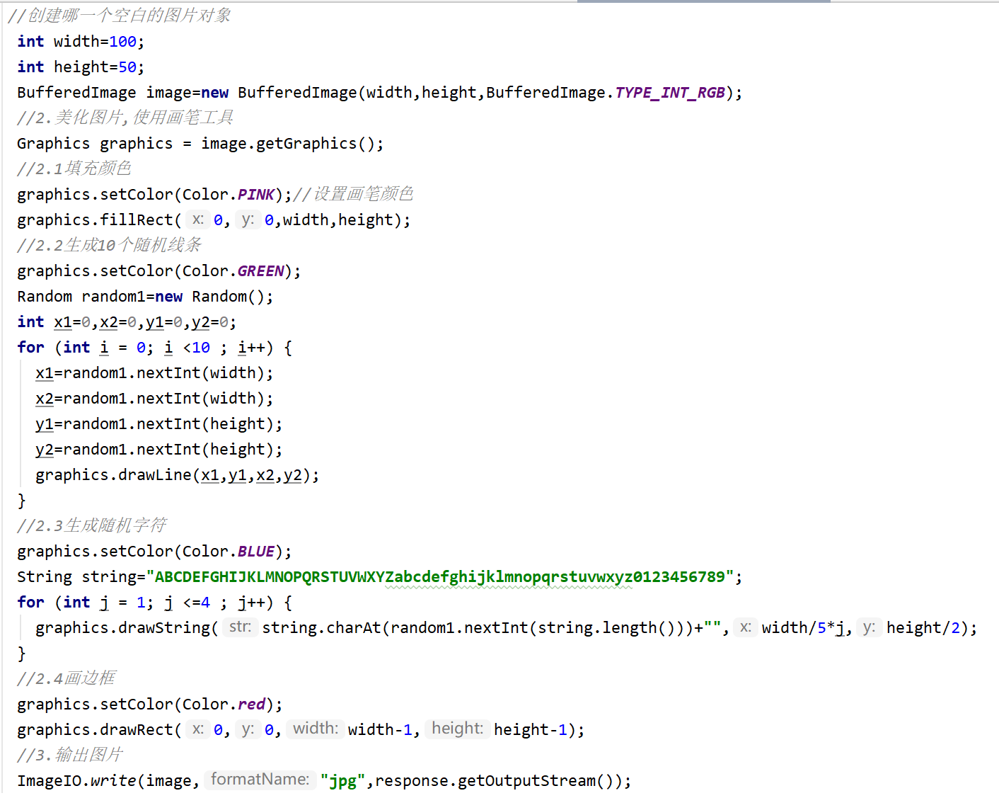 //创建哪一个空白的图片对象
int width=100;
int height=50;
BufferedImage image=new BufferedImage(width,height,BufferedImage.TYPE_INT_RGB);
//2.美化图片,使用画笔工具
Graphics graphics = image.getGraphics();
//2.1填充颜色
graphics.setColor(Color.PINK);//设置画笔颜色
graphics.fillRect( x: 0, y: 0,width,height);
//2.2生成10个随机线条
graphics.setColor(Color.GREEN);
Random random1=new Random();
int x1=0,x2=0,y1=0,y2=0;
for (int i = 0; i <10 ; i++) {
x1=random1.nextInt(width);
x2=random1.nextInt(width);
y1=random1.nextInt(height);
y2=random1.nextInt(height);
graphics.drawLine(x1,y1,x2,y2);
}
//2.3生成随机字符
graphics.setColor(Color.BLUE);
String string="ABCDEFGHIJKLMNOPQRSTUVWXYZabcdefghijklmnopqrstuvwxyz0123456789";
for (int j = 1; j <=4 ; j++) {
graphics.drawString( str: string.charAt(random1.nextInt(string.length()))+"", x: width/5*j, y: height/2);
}
//2.4画边框
graphics.setColor(Color.red);
graphics.drawRect( x: 0, y: 0, width: width-1, height: height-1);
//3.输出图片
ImageIO.write(image, formatName: "jpg",response.getOutputStream());